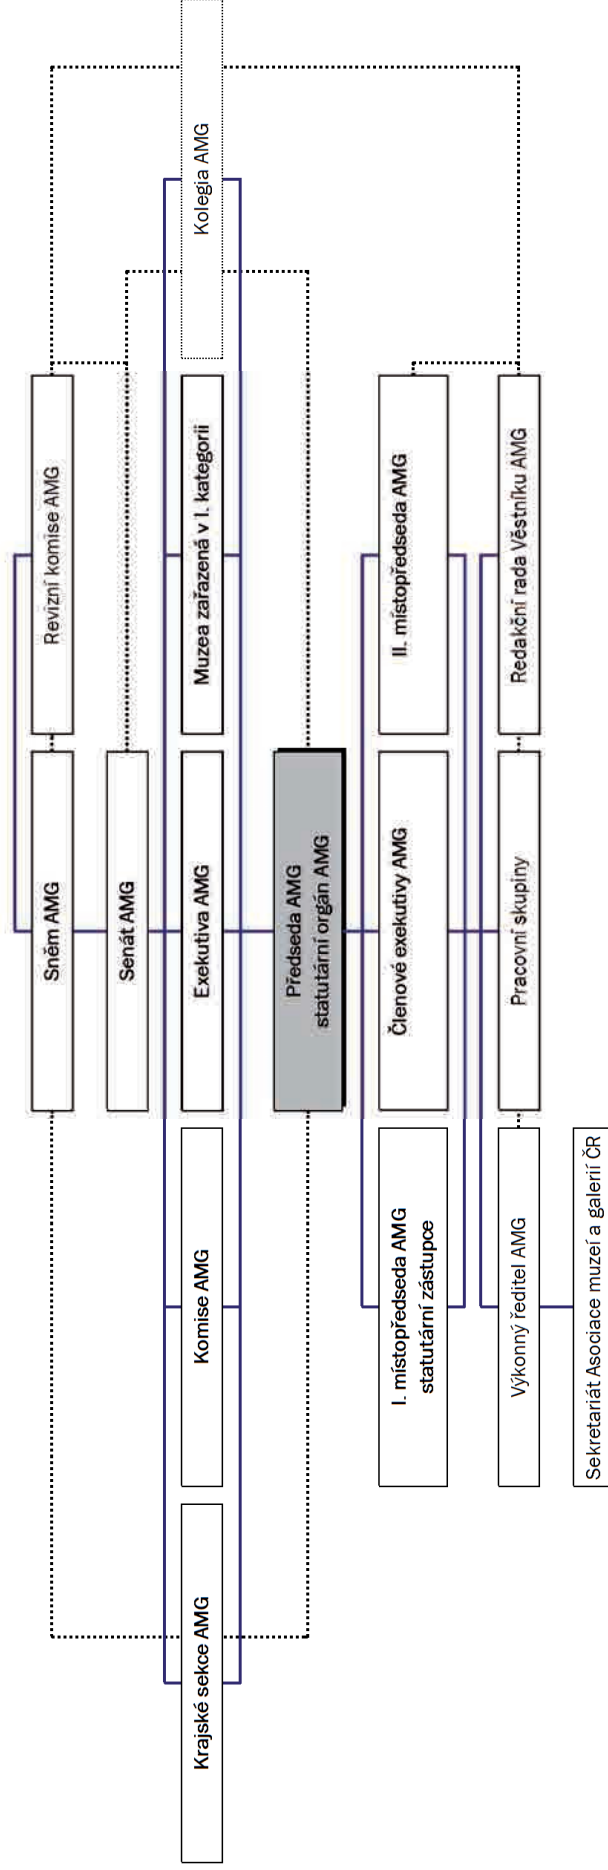 Sněm AMG
Revizní komise AMG
Senát AMG
Krajské sekce AMG
Komise AMG
Exekutiva AMG
Muzea zařazená v I. kategorii
Kolegia AMG
Předseda AMG
statutární orgán AMG
I. místopředseda AMG
statutární zástupce
Členové exekutivy AMG
II. místopředseda AMG
Výkonný ředitel AMG
Pracovní skupiny
Redakční rada Věstníku AMG
Sekretariát Asociace muzeí a galerií ČR